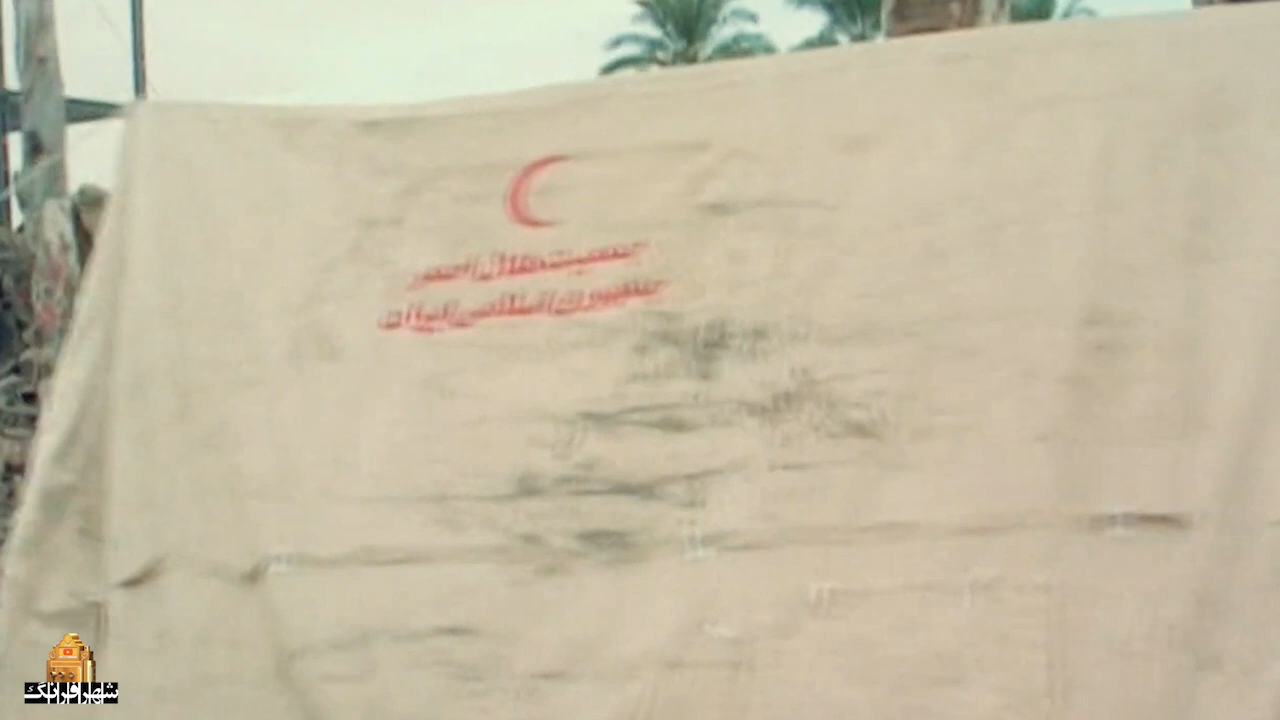 جمعیت هلال احمر
جمهوری اسلامی ایران
شهر فرنگ